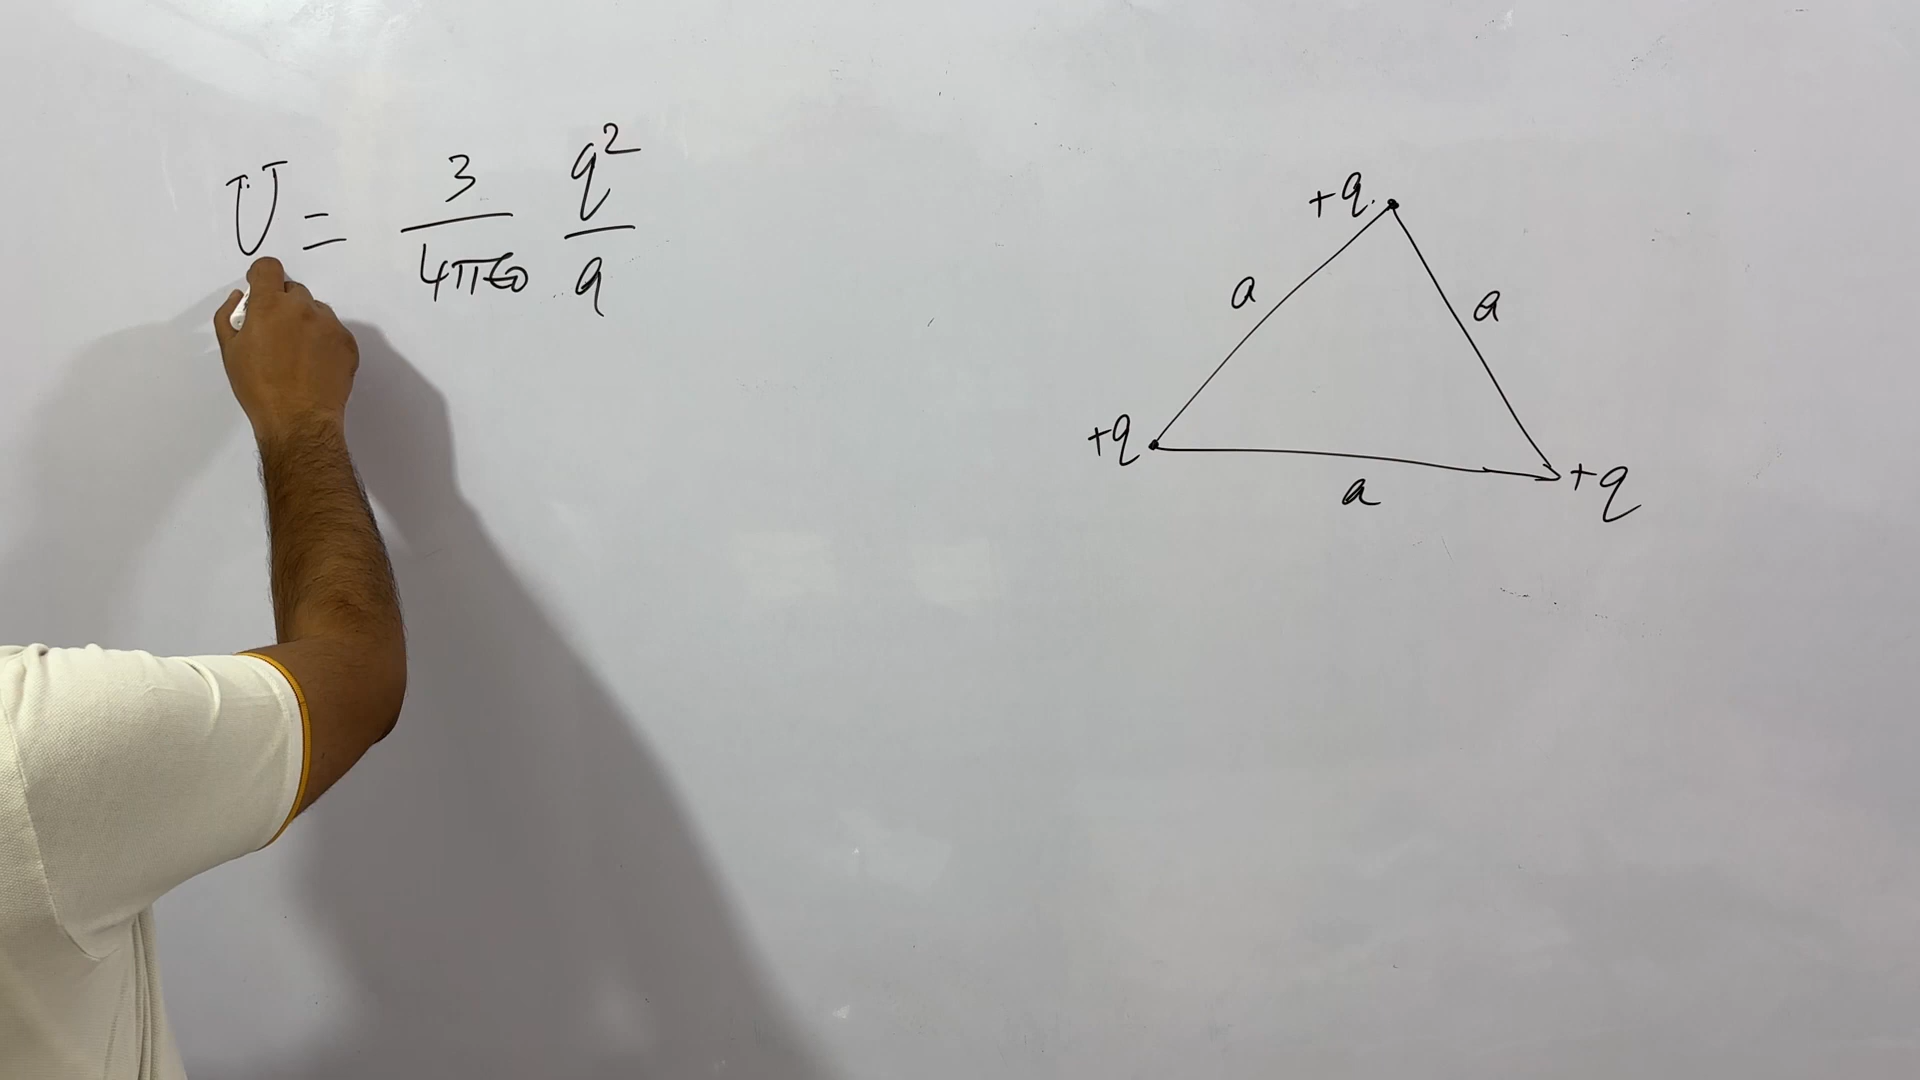 U = 3/4πϵ0 q²/a
+q
a
a
+q
+q
a